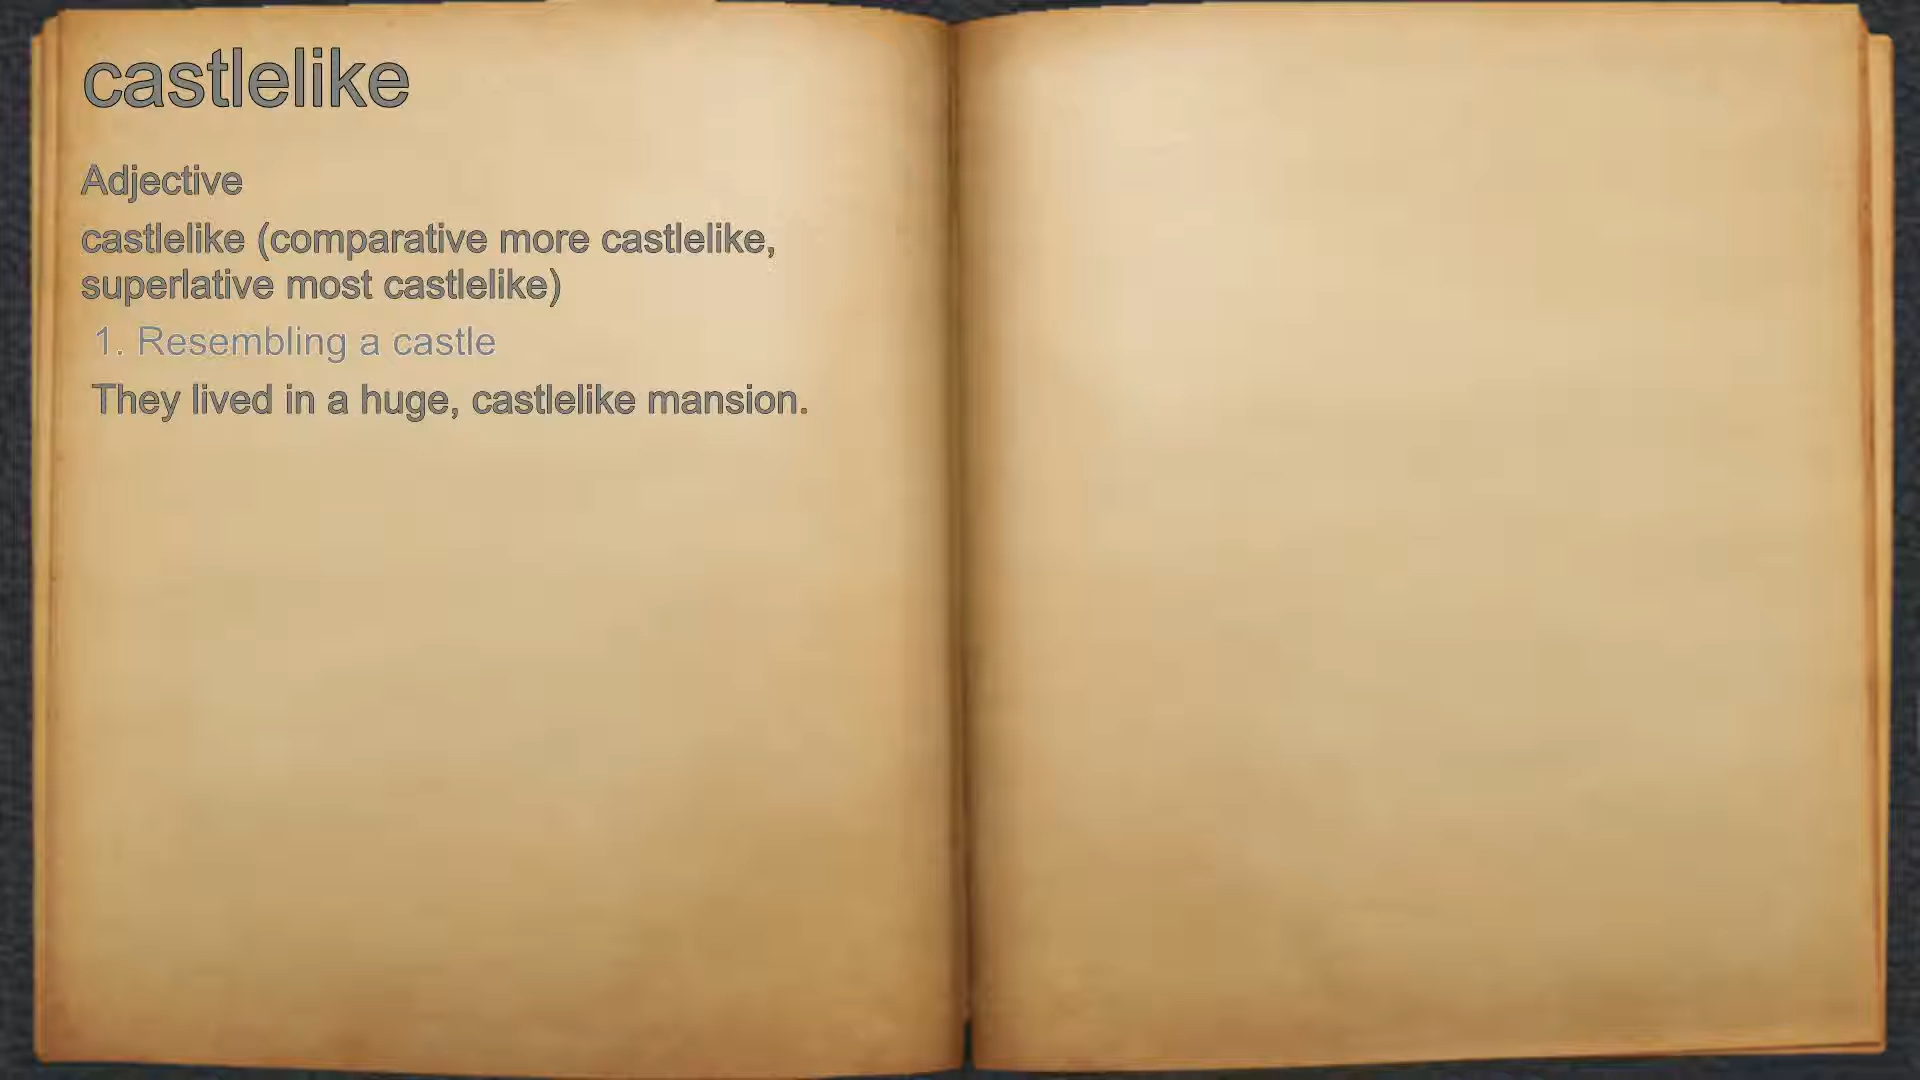 castlelike
Adjective
castlelike (comparative more castlelike,
superlative most castlelike)
1. Resembling a castle
They lived in a huge, castlelike mansion.